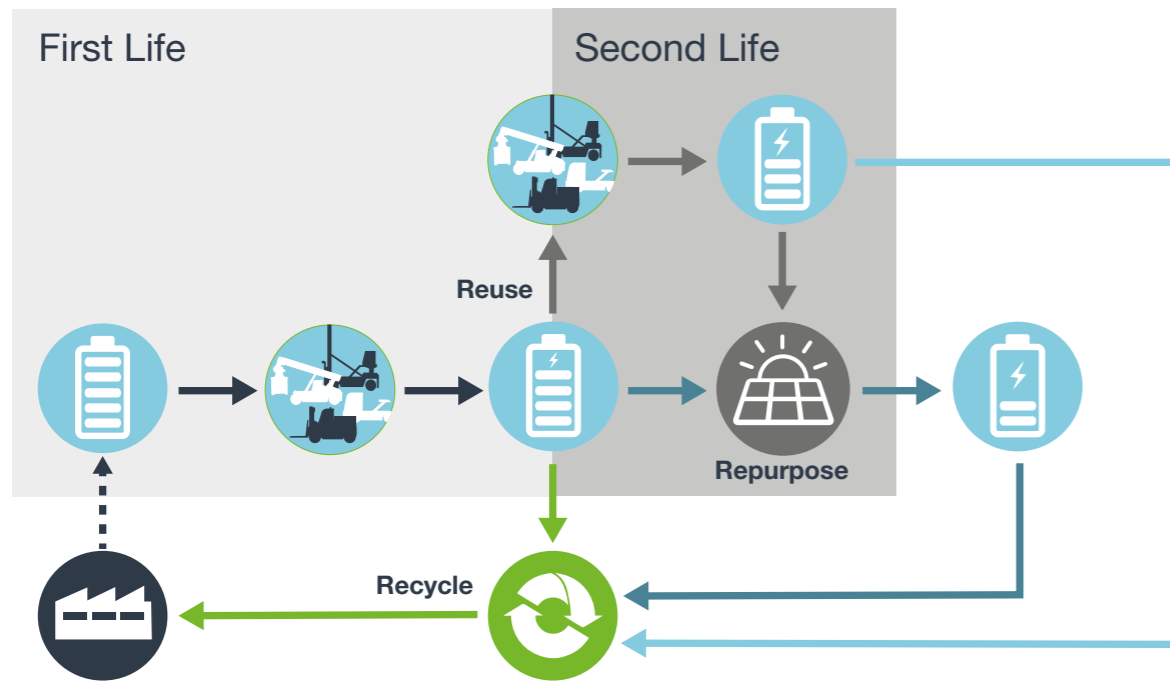 First Life
Second Life
Reuse
Repurpose
Recycle